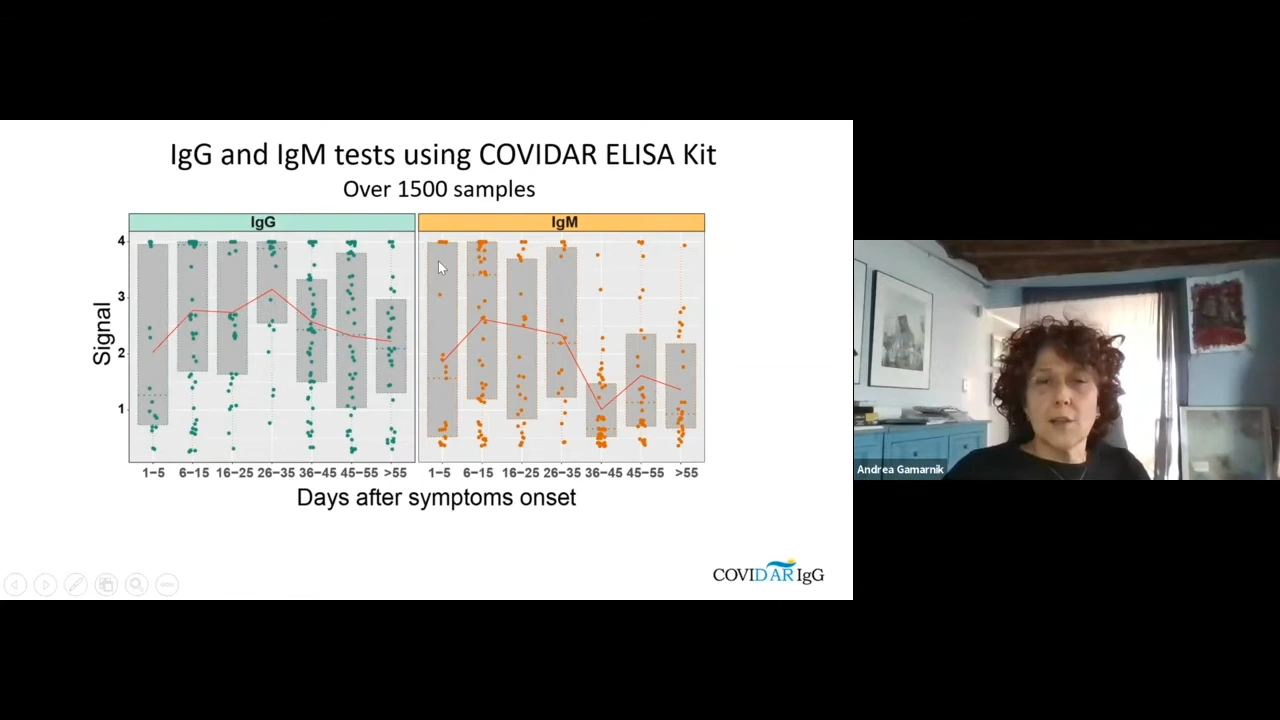 IgG and IgM tests using COVIDAR ELISA Kit
Over 1500 samples
IgG IgM
4
3
2
1
Signal
1−5 6−15 16−25 26−35 36−45 45−55 >55 1−5 6−15 16−25 26−35 36−45 45−55 >55
Days after symptoms onset
COVIDAR IgG
Andrea Gamarnik